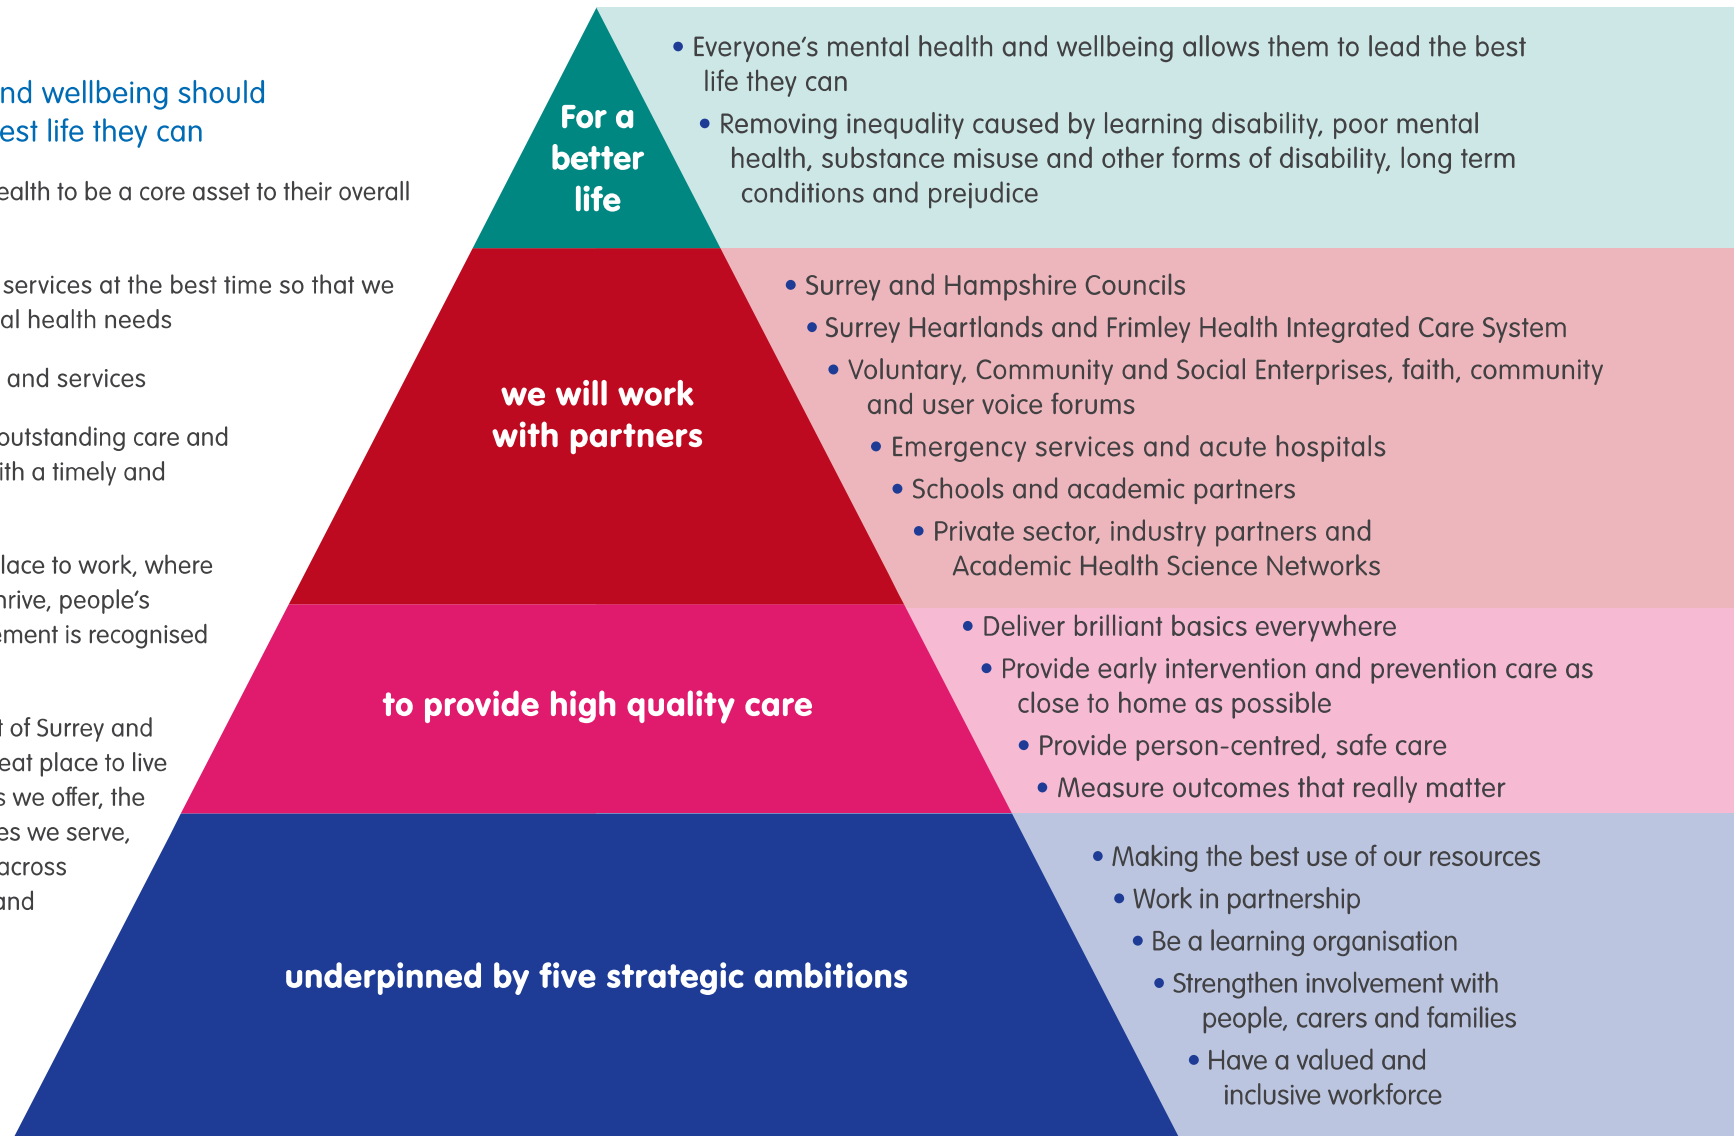 nd wellbeing should
est life they can
ealth to be a core asset to their overall
services at the best time so that we
al health needs
and services
outstanding care and
ith a timely and
lace to work, where
hrive, people's
ement is recognised
t of Surrey and
eat place to live
s we offer, the
es we serve,
across
and
For a
better
life
• Everyone's mental health and wellbeing allows them to lead the best
life they can
• Removing inequality caused by learning disability, poor mental
health, substance misuse and other forms of disability, long term
conditions and prejudice
we will work
with partners
• Surrey and Hampshire Councils
• Surrey Heartlands and Frimley Health Integrated Care System
• Voluntary, Community and Social Enterprises, faith, community
and user voice forums
• Emergency services and acute hospitals
• Schools and academic partners
• Private sector, industry partners and
Academic Health Science Networks
to provide high quality care
• Deliver brilliant basics everywhere
• Provide early intervention and prevention care as
close to home as possible
• Provide person-centred, safe care
• Measure outcomes that really matter
underpinned by five strategic ambitions
• Making the best use of our resources
• Work in partnership
• Be a learning organisation
• Strengthen involvement with
people, carers and families
• Have a valued and
inclusive workforce